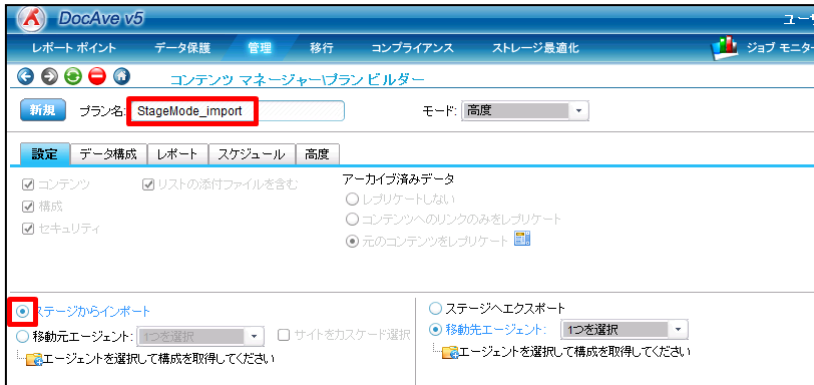 DocAve v5
ユーサ
レポート ポイント データ保護 管理 移行 コンプライアンス ストレージ最適化 ジョブ モニター
コンテンツ マネージャー\プラン ビルダー
新規 プラン名: StageMode_import モード: 高度
設定 データ構成 レポート スケジュール 高度
コンテンツ リストの添付ファイルを含む アーカイブ済みデータ
構成 レプリケートしない
セキュリティ コンテンツへのリンクのみをレプリケート
元のコンテンツをレプリケート
ステージからインポート ステージへエクスポート
移動元エージェント: 1つを選択 サイトをカスケード選択 移動先エージェント: 1つを選択
エージェントを選択して構成を取得してください エージェントを選択して構成を取得してください